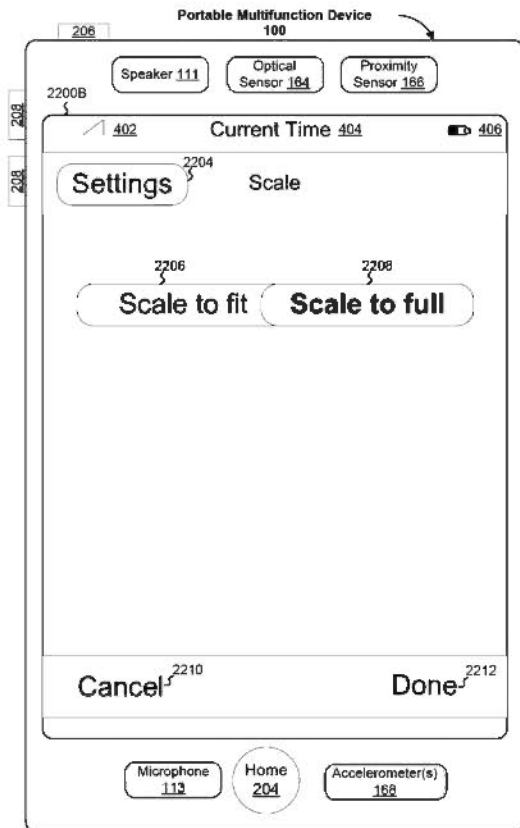 Portable Multifunction Device
100
206
Speaker 111
Optical
Sensor 164
Proximity
Sensor 166
2200B
208
402
Current Time 404
406
208
Settings
2204
Scale
2206
2208
Scale to fit
Scale to full
Cancel
2210
Done
2212
Microphone
113
Home
204
Accelerometer(s)
168